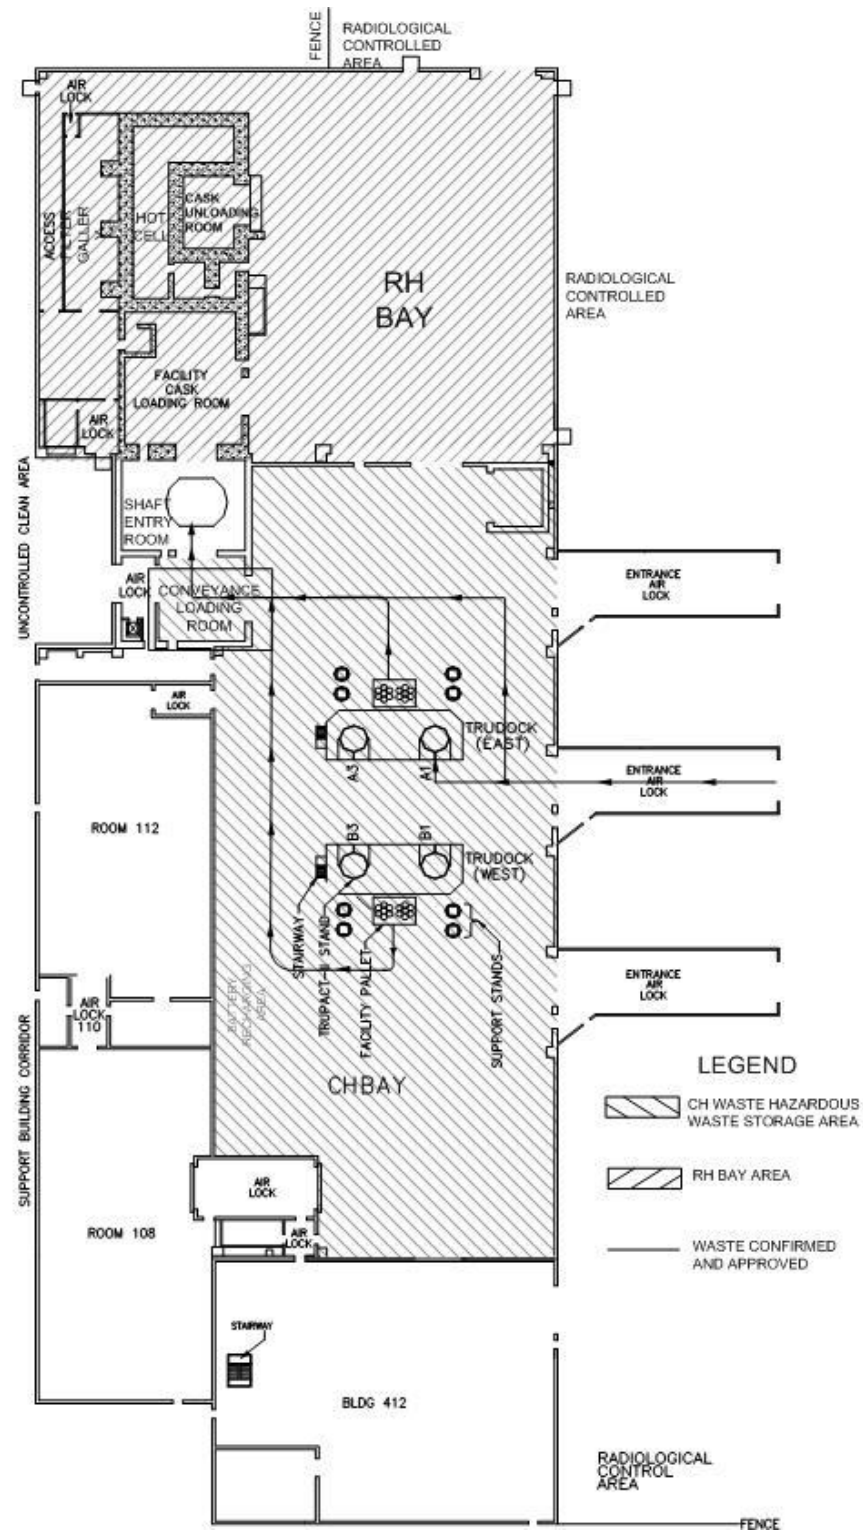 FENCE
RADIOLOGICAL
CONTROLLED
AREA
AIR
LOCK
ACCESS
FILTER
GALLER
Y
HOT
CELL
CASK
UNLOADING
ROOM
RH
BAY
RADIOLOGICAL
CONTROLLED
AREA
FACILITY
CASK
LOADING ROOM
AIR
LOCK
UNCONTROLLED CLEAN AREA
SHAFT
ENTRY
ROOM
AIR
LOCK
CONVEYANCE
LOADING
ROOM
ENTRANCE
AIR
LOCK
AIR
LOCK
TRUDOCK
(EAST)
A3
A1
ENTRANCE
AIR
LOCK
ROOM 112
B3
B1
TRUDOCK
(WEST)
STAIRWAY
TRUPACT-II STAND
FACILITY PALLET
SUPPORT STANDS
BATTERY
RECHARGING
AREA
ENTRANCE
AIR
LOCK
AIR
LOCK
110
SUPPORT BUILDING CORRIDOR
CHBAY
LEGEND
CH WASTE HAZARDOUS
WASTE STORAGE AREA
RH BAY AREA
WASTE CONFIRMED
AND APPROVED
AIR
LOCK
ROOM 108
AIR
LOCK
STAIRWAY
BLDG 412
RADIOLOGICAL
CONTROL
AREA
FENCE